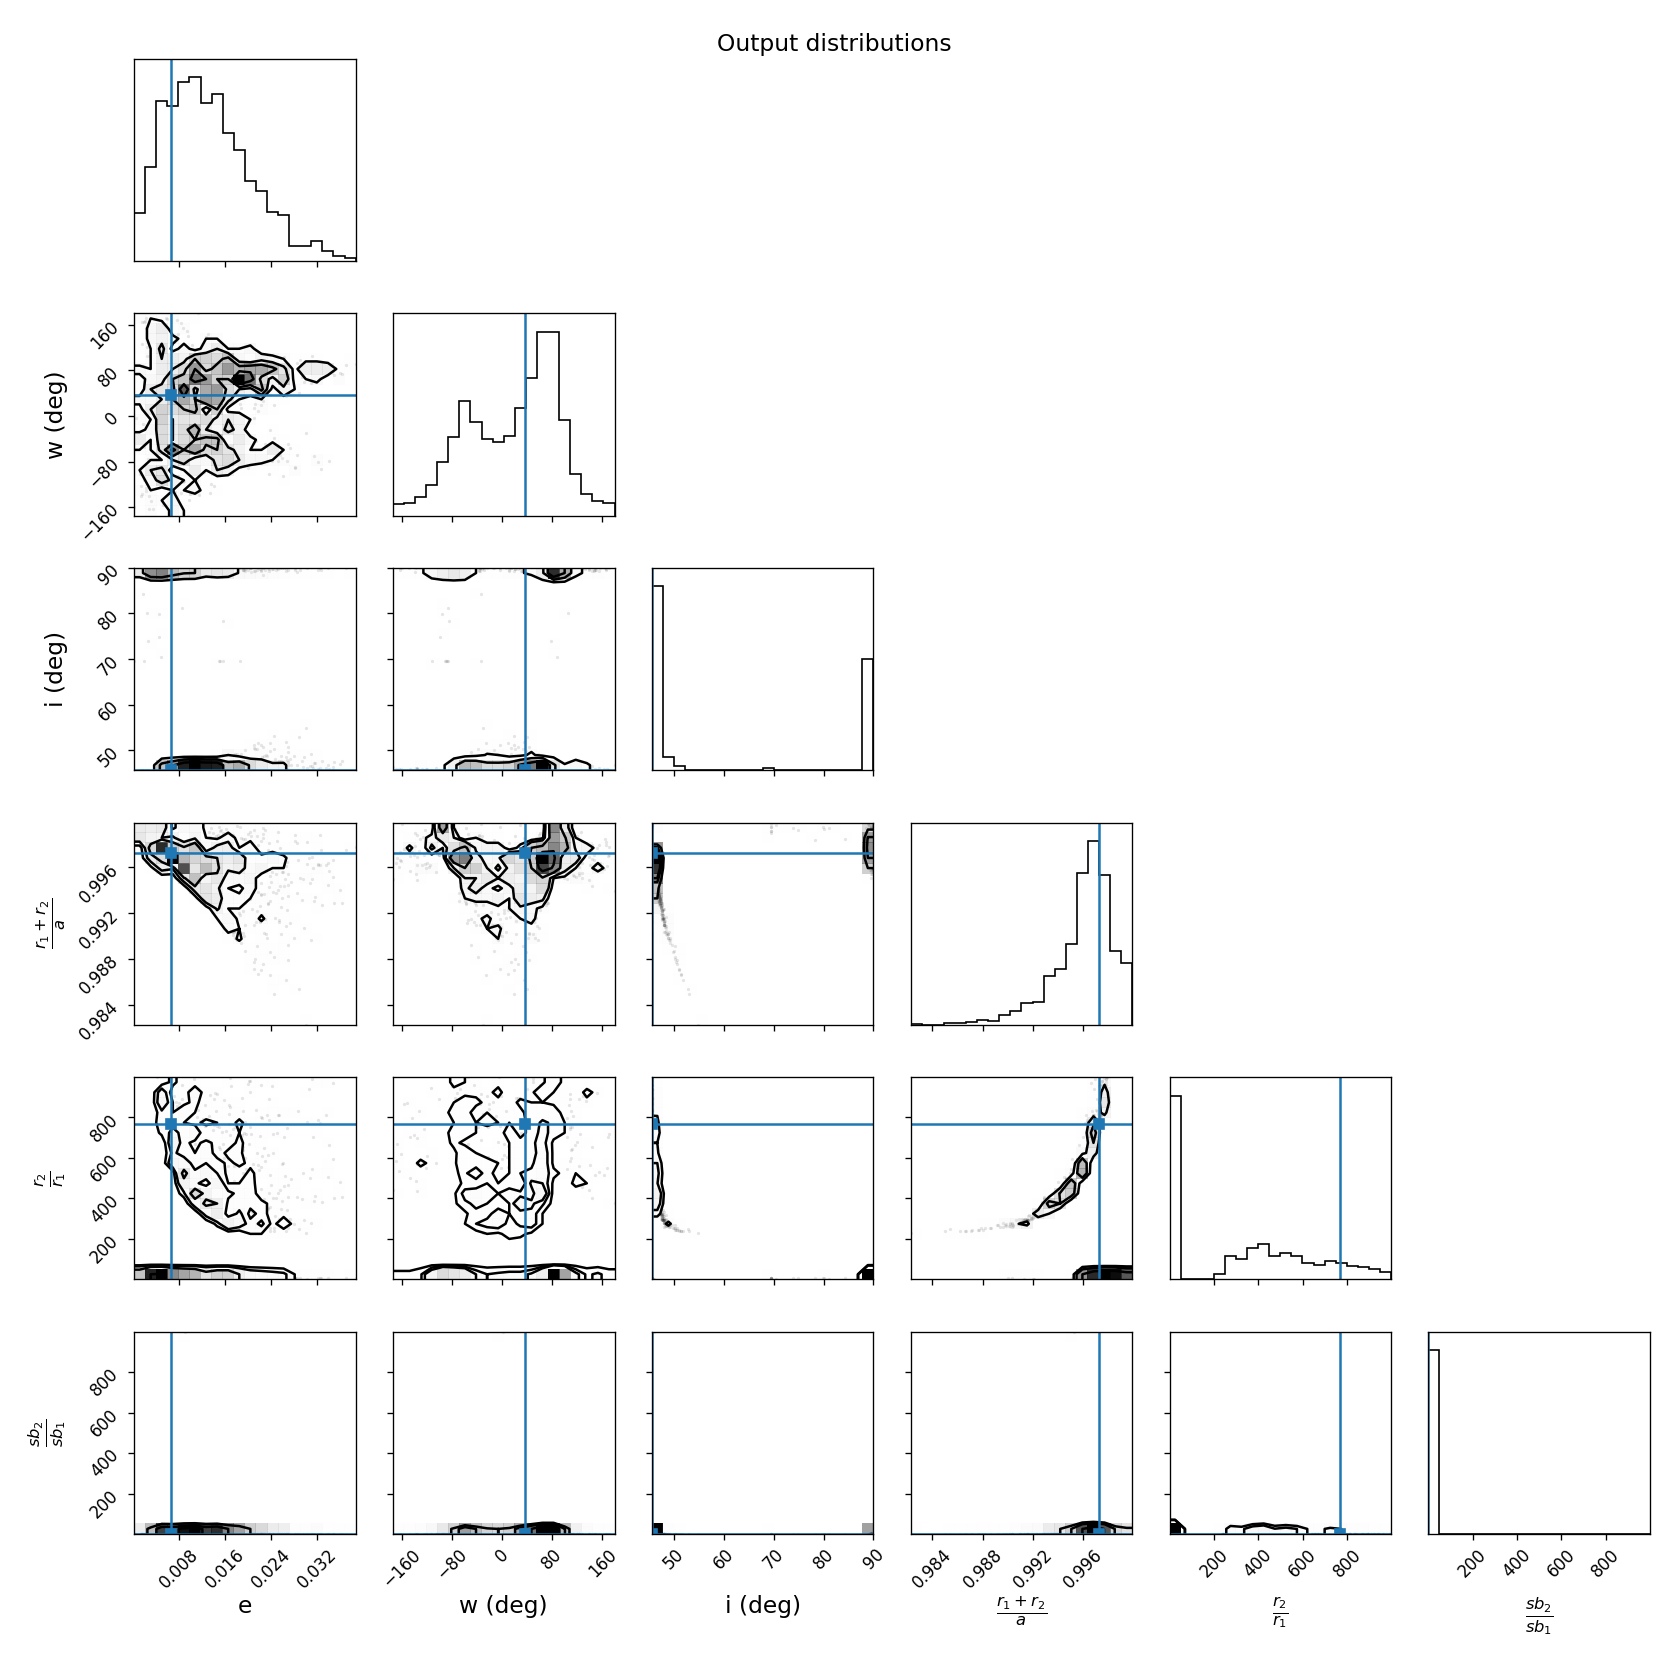 Output distributions
w (deg)
160
80
0
−80
−160
i (deg)
90
80
70
60
50
r₁ + r₂
a
0.996
0.992
0.988
0.984
r₂
r₁
800
600
400
200
sb₂
sb₁
800
600
400
200
0.008 0.016 0.024 0.032
−160 −80 0 80 160
50 60 70 80 90
0.984 0.988 0.992 0.996
200 400 600 800
200 400 600 800
e
w (deg)
i (deg)
r₁ + r₂
a
r₂
r₁
sb₂
sb₁